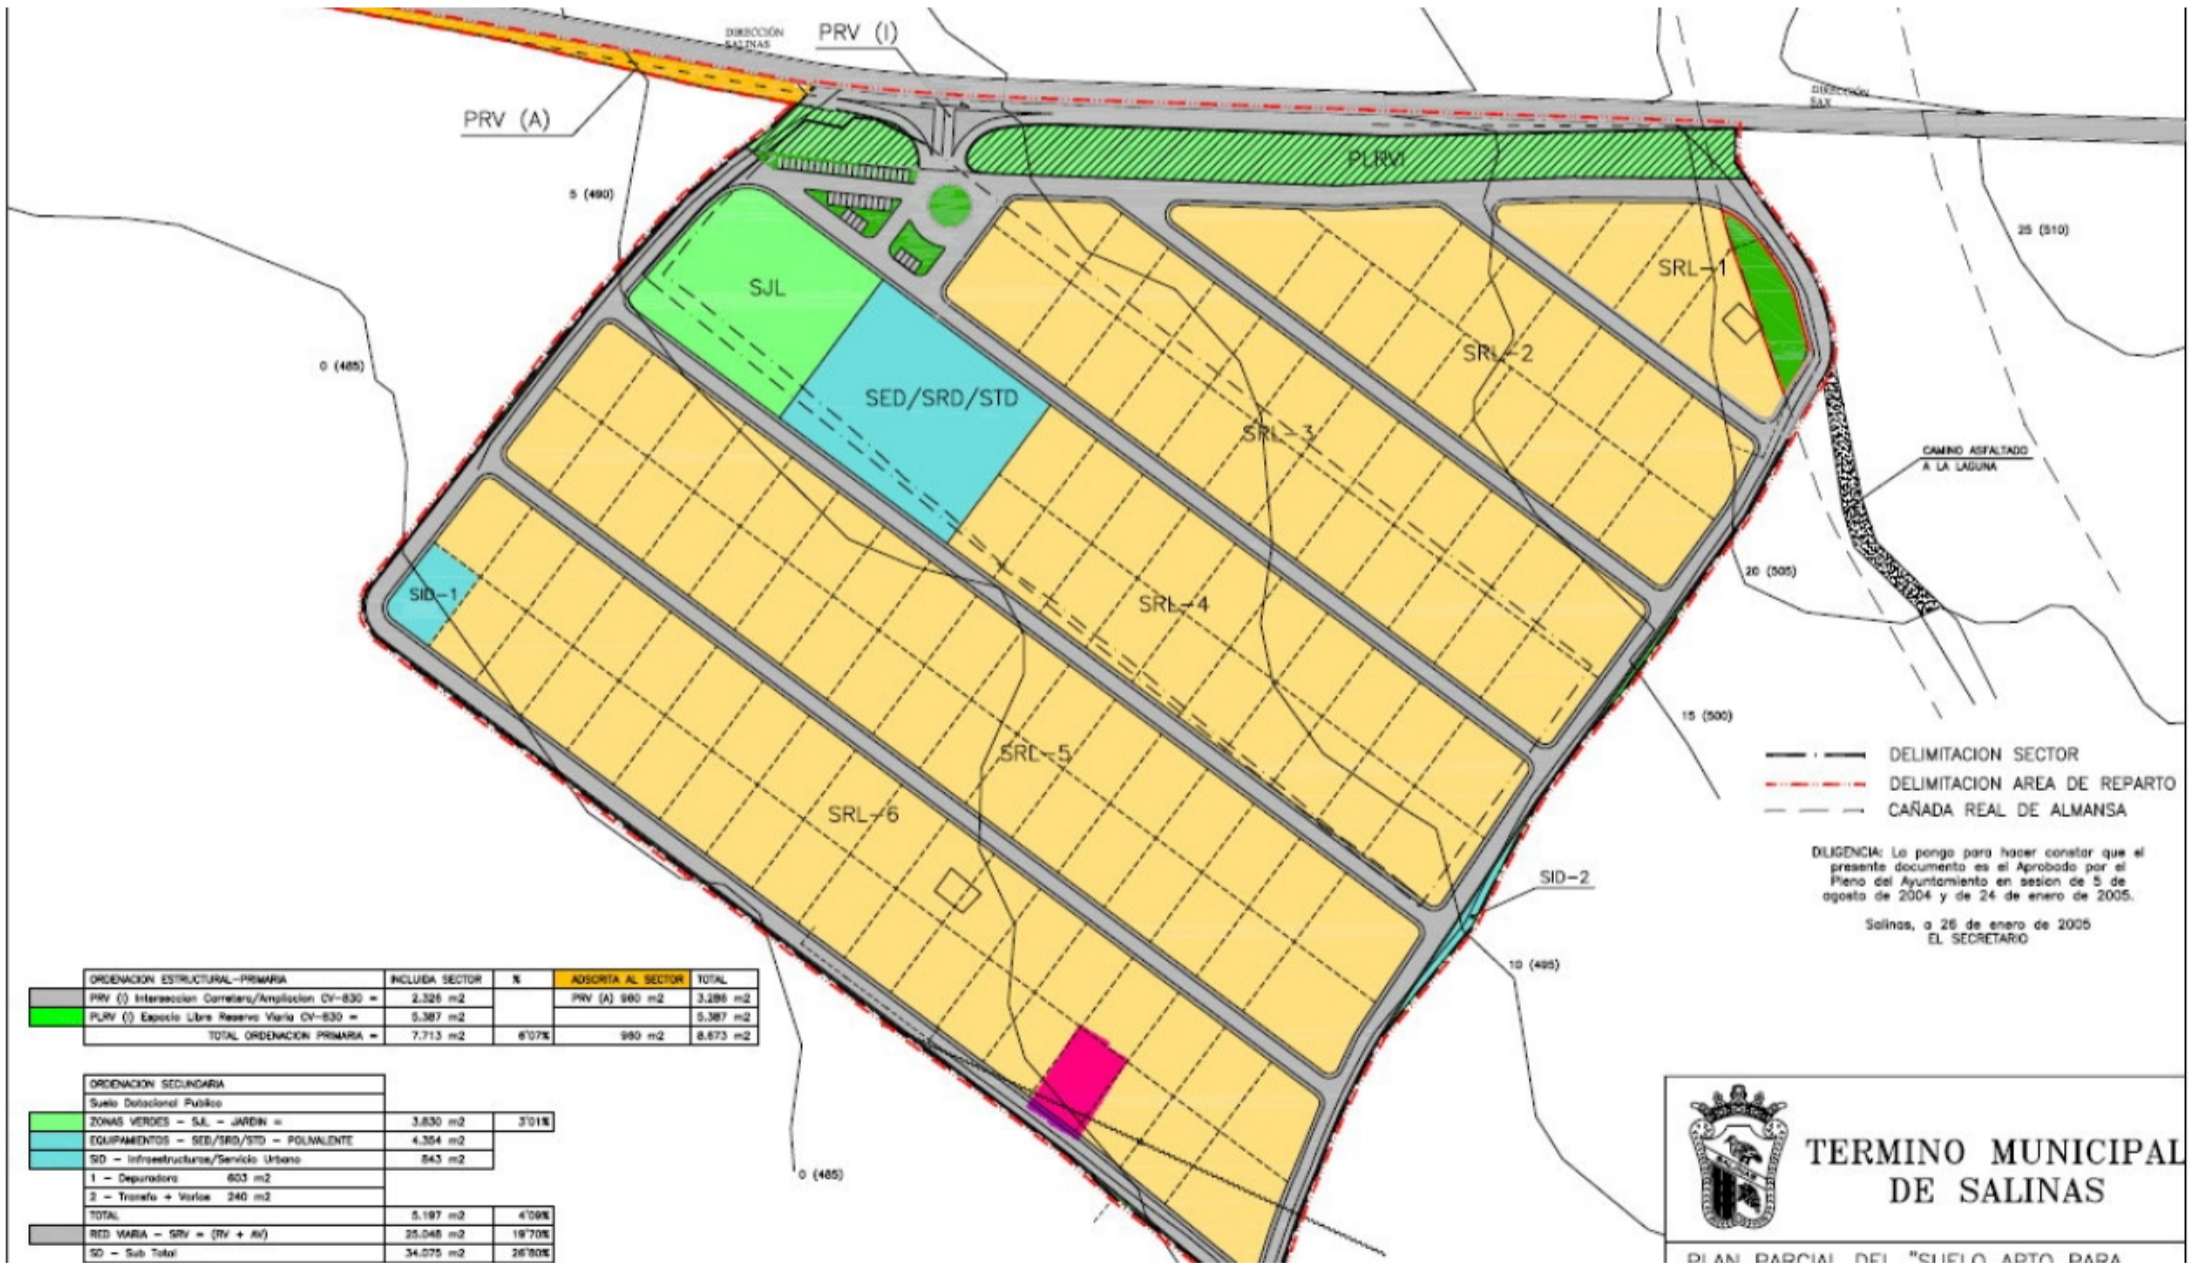 DIRECCIÓN
SALINAS
PRV (I)
PRV (A)
DIRECCIÓN
SAX
PLRVI
5 (490)
25 (510)
SJL
SRL-1
0 (485)
SRL-2
SED/SRD/STD
SRL-3
CAMINO ASFALTADO
A LA LAGUNA
20 (505)
SID-1
SRL-4
15 (500)
SRL-5
SRL-6
DELIMITACION SECTOR
DELIMITACION AREA DE REPARTO
CAÑADA REAL DE ALMANSA
DILIGENCIA: La pongo para hacer constar que el
presente documento es el Aprobado por el
Pleno del Ayuntamiento en sesion de 5 de
agosto de 2004 y de 24 de enero de 2005.
Salinas, a 26 de enero de 2005
EL SECRETARIO
SID-2
10 (495)
0 (485)
ORDENACION ESTRUCTURAL-PRIMARIA INCLUIDA SECTOR % ADSCRITA AL SECTOR TOTAL
PRV (I) Interseccion Carretera/Ampliacion CV-830 = 2.326 m2 PRV (A) 960 m2 3.286 m2
PLRV (I) Espacio Libre Reserva Viaria CV-830 = 5.387 m2 5.387 m2
TOTAL ORDENACION PRIMARIA = 7.713 m2 6'07% 960 m2 8.673 m2
ORDENACION SECUNDARIA
Suelo Dotacional Publico
ZONAS VERDES - SJL - JARDIN = 3.830 m2 3'01%
EQUIPAMIENTOS - SED/SRD/STD - POLIVALENTE 4.354 m2
SID - Infraestructuras/Servicio Urbano 843 m2
1 - Depuradora 603 m2
2 - Transfo + Varios 240 m2
TOTAL 5.197 m2 4'09%
RED VIARIA - SRV = (RV + AV) 25.048 m2 19'70%
SD - Sub Total 34.075 m2 26'80%
SALINAS
TERMINO MUNICIPAL
DE SALINAS
PLAN PARCIAL DEL "SUELO APTO PARA